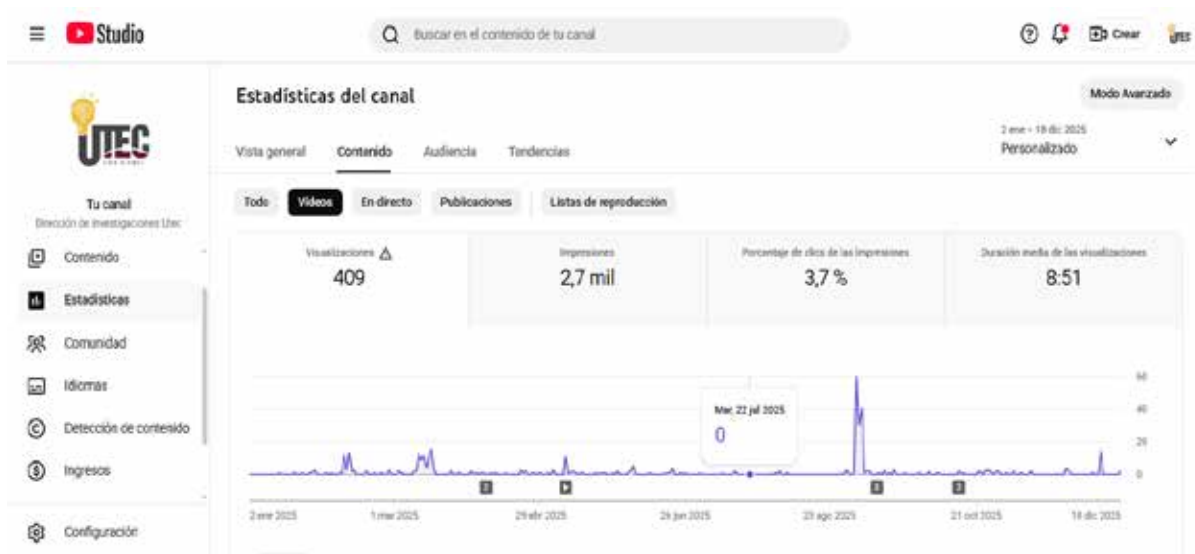 Studio
Buscar en el contenido de tu canal
Crear
UTEC
Estadísticas del canal
Modo Avanzado
2 ene – 18 dic 2025
Personalizado
Vista general Contenido Audiencia Tendencias
Todo Vídeos En directo Publicaciones Listas de reproducción
UTEC
Tu canal
Dirección de Investigaciones Utec
Contenido
Estadísticas
Comunidad
Idiomas
Detección de contenido
Ingresos
Configuración
Visualizaciones
409
Impresiones
2,7 mil
Porcentaje de clics de las impresiones
3,7 %
Duración media de las visualizaciones
8:51
60
40
20
0
Mar, 22 jul 2025
0
2 ene 2025 1 mar 2025 29 abr 2025 26 jun 2025 23 ago 2025 21 oct 2025 18 dic 2025